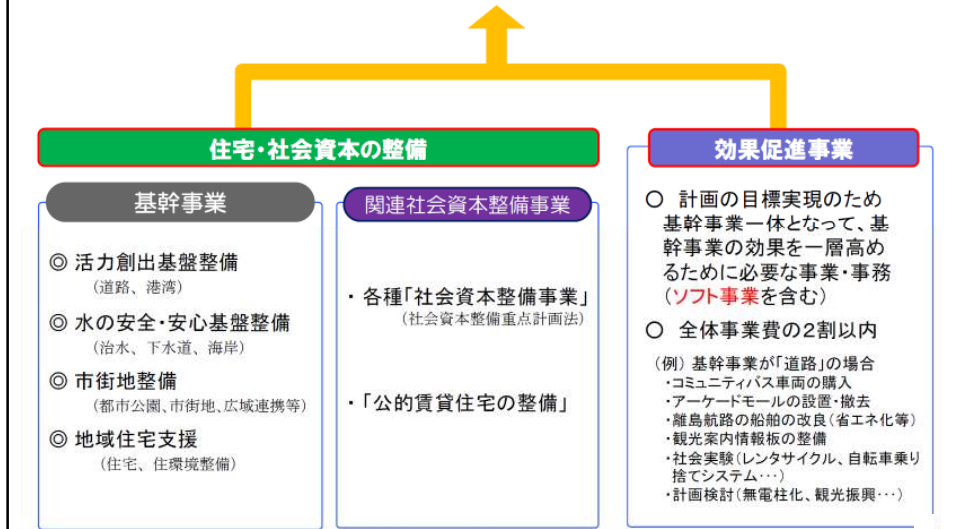 住宅・社会資本の整備
基幹事業
◎ 活力創出基盤整備
(道路、港湾)
◎ 水の安全・安心基盤整備
(治水、下水道、海岸)
◎ 市街地整備
(都市公園、市街地、広域連携等)
◎ 地域住宅支援
(住宅、住環境整備)
関連社会資本整備事業
・各種「社会資本整備事業」
(社会資本整備重点計画法)
・「公的賃貸住宅の整備」
効果促進事業
○ 計画の目標実現のため
基幹事業一体となって、基
幹事業の効果を一層高め
るために必要な事業・事務
(ソフト事業を含む)
○ 全体事業費の2割以内
(例) 基幹事業が「道路」の場合
・コミュニティバス車両の購入
・アーケードモールの設置・撤去
・離島航路の船舶の改良(省エネ化等)
・観光案内情報板の整備
・社会実験(レンタサイクル、自転車乗り
捨てシステム・・・)
・計画検討(無電柱化、観光振興・・・)